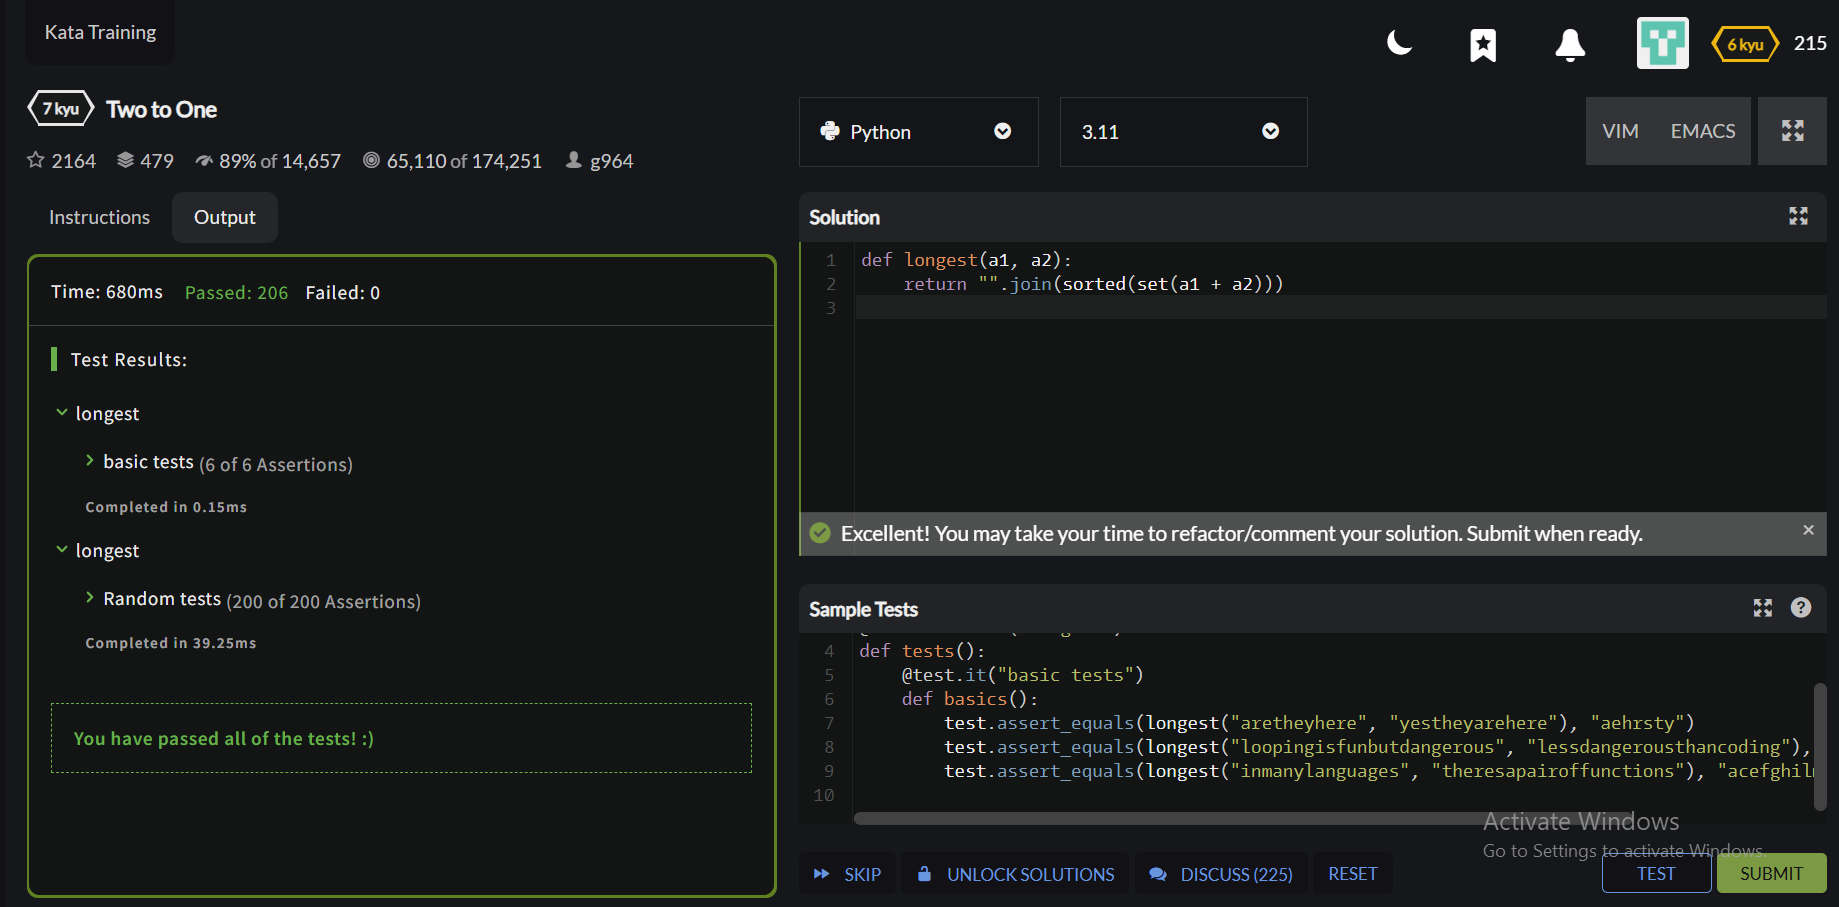 Kata Training
6 kyu 215
7 kyu Two to One
2164 479 89% of 14,657 65,110 of 174,251 g964
Instructions Output
Time: 680ms Passed: 206 Failed: 0
Test Results:
longest
basic tests (6 of 6 Assertions)
Completed in 0.15ms
longest
Random tests (200 of 200 Assertions)
Completed in 39.25ms
You have passed all of the tests! :)
Python 3.11 VIM EMACS
Solution
1 def longest(a1, a2):
2 return "".join(sorted(set(a1 + a2)))
3
Excellent! You may take your time to refactor/comment your solution. Submit when ready. ×
Sample Tests ?
4 def tests():
5 @test.it("basic tests")
6 def basics():
7 test.assert_equals(longest("aretheyhere", "yestheyarehere"), "aehrsty")
8 test.assert_equals(longest("loopingisfunbutdangerous", "lessdangerousthancoding"),
9 test.assert_equals(longest("inmanylanguages", "theresapairoffunctions"), "acefghil
10
Activate Windows
Go to Settings to activate Windows.
SKIP UNLOCK SOLUTIONS DISCUSS (225) RESET TEST SUBMIT